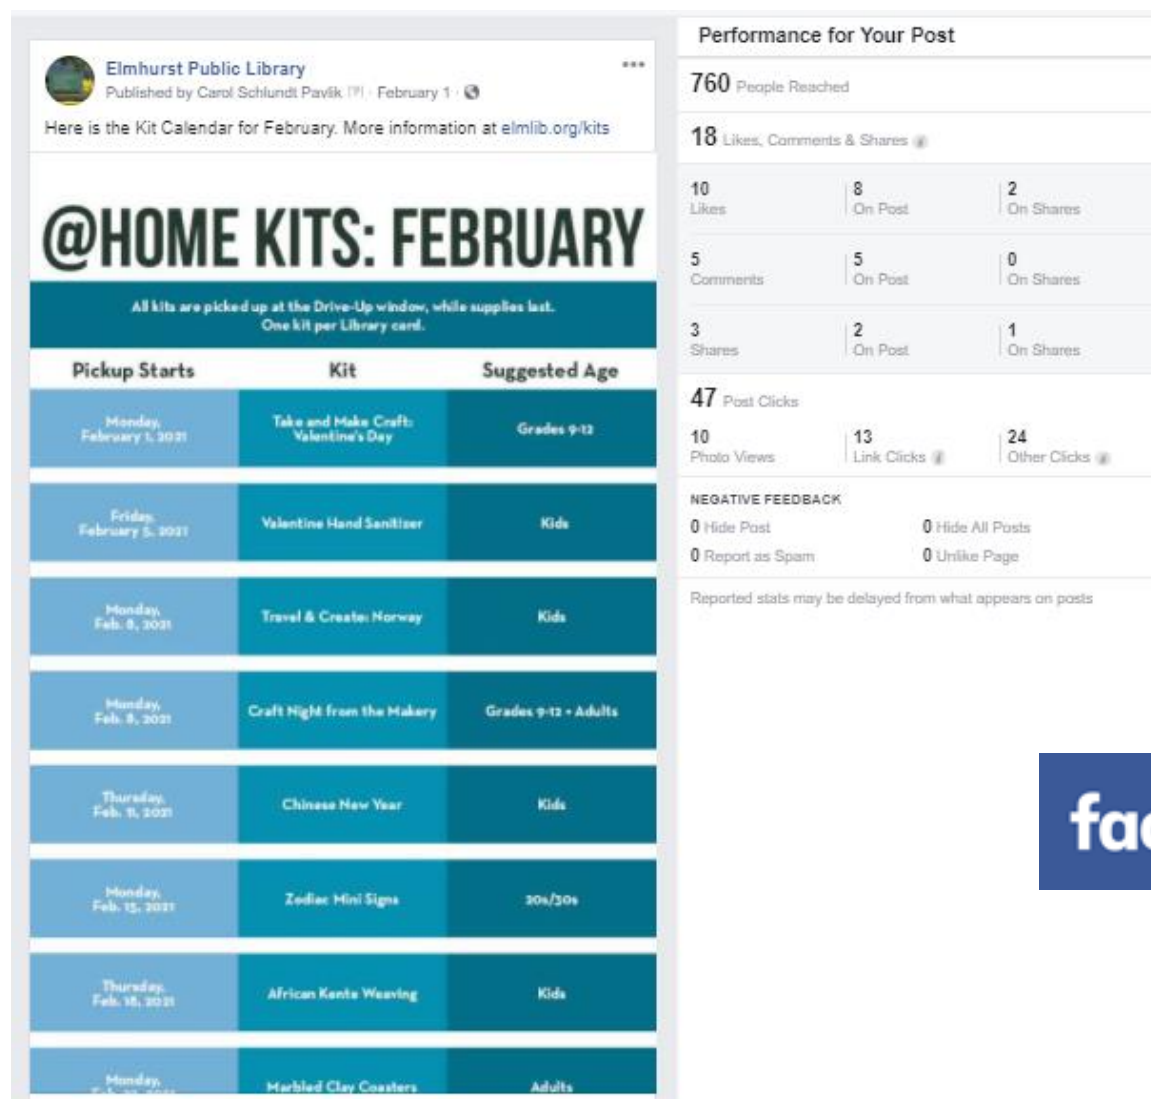 Elmhurst Public Library
Published by Carol Schlundt Pavlik [?] · February 1 ·
Here is the Kit Calendar for February. More information at elmlib.org/kits
@HOME KITS: FEBRUARY
All kits are picked up at the Drive-Up window, while supplies last.
One kit per Library card.
Pickup Starts Kit Suggested Age
Monday,
February 1, 2021
Take and Make Craft:
Valentine's Day
Grades 9-12
Friday,
February 5, 2021
Valentine Hand Sanitizer
Kids
Monday,
Feb. 8, 2021
Travel & Create: Norway
Kids
Monday,
Feb. 8, 2021
Craft Night from the Makery
Grades 9-12 + Adults
Thursday,
Feb. 11, 2021
Chinese New Year
Kids
Monday,
Feb. 15, 2021
Zodiac Mini Signs
20s/30s
Thursday,
Feb. 18, 2021
African Kente Weaving
Kids
Monday,
Marbled Clay Coasters
Adults
Performance for Your Post
760 People Reached
18 Likes, Comments & Shares
10 8 2
Likes On Post On Shares
5 5 0
Comments On Post On Shares
3 2 1
Shares On Post On Shares
47 Post Clicks
10 13 24
Photo Views Link Clicks Other Clicks
NEGATIVE FEEDBACK
0 Hide Post 0 Hide All Posts
0 Report as Spam 0 Unlike Page
Reported stats may be delayed from what appears on posts
fa